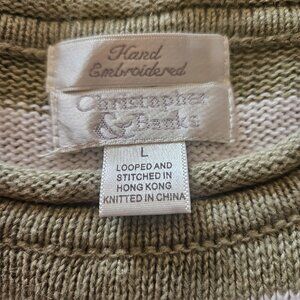 Hand
Embroidered
Christopher
& Banks
L
LOOPED AND
STITCHED IN
HONG KONG
KNITTED IN CHINA